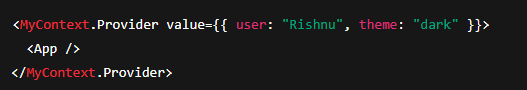 <MyContext.Provider value={{ user: "Rishnu", theme: "dark" }}>
  <App />
</MyContext.Provider>